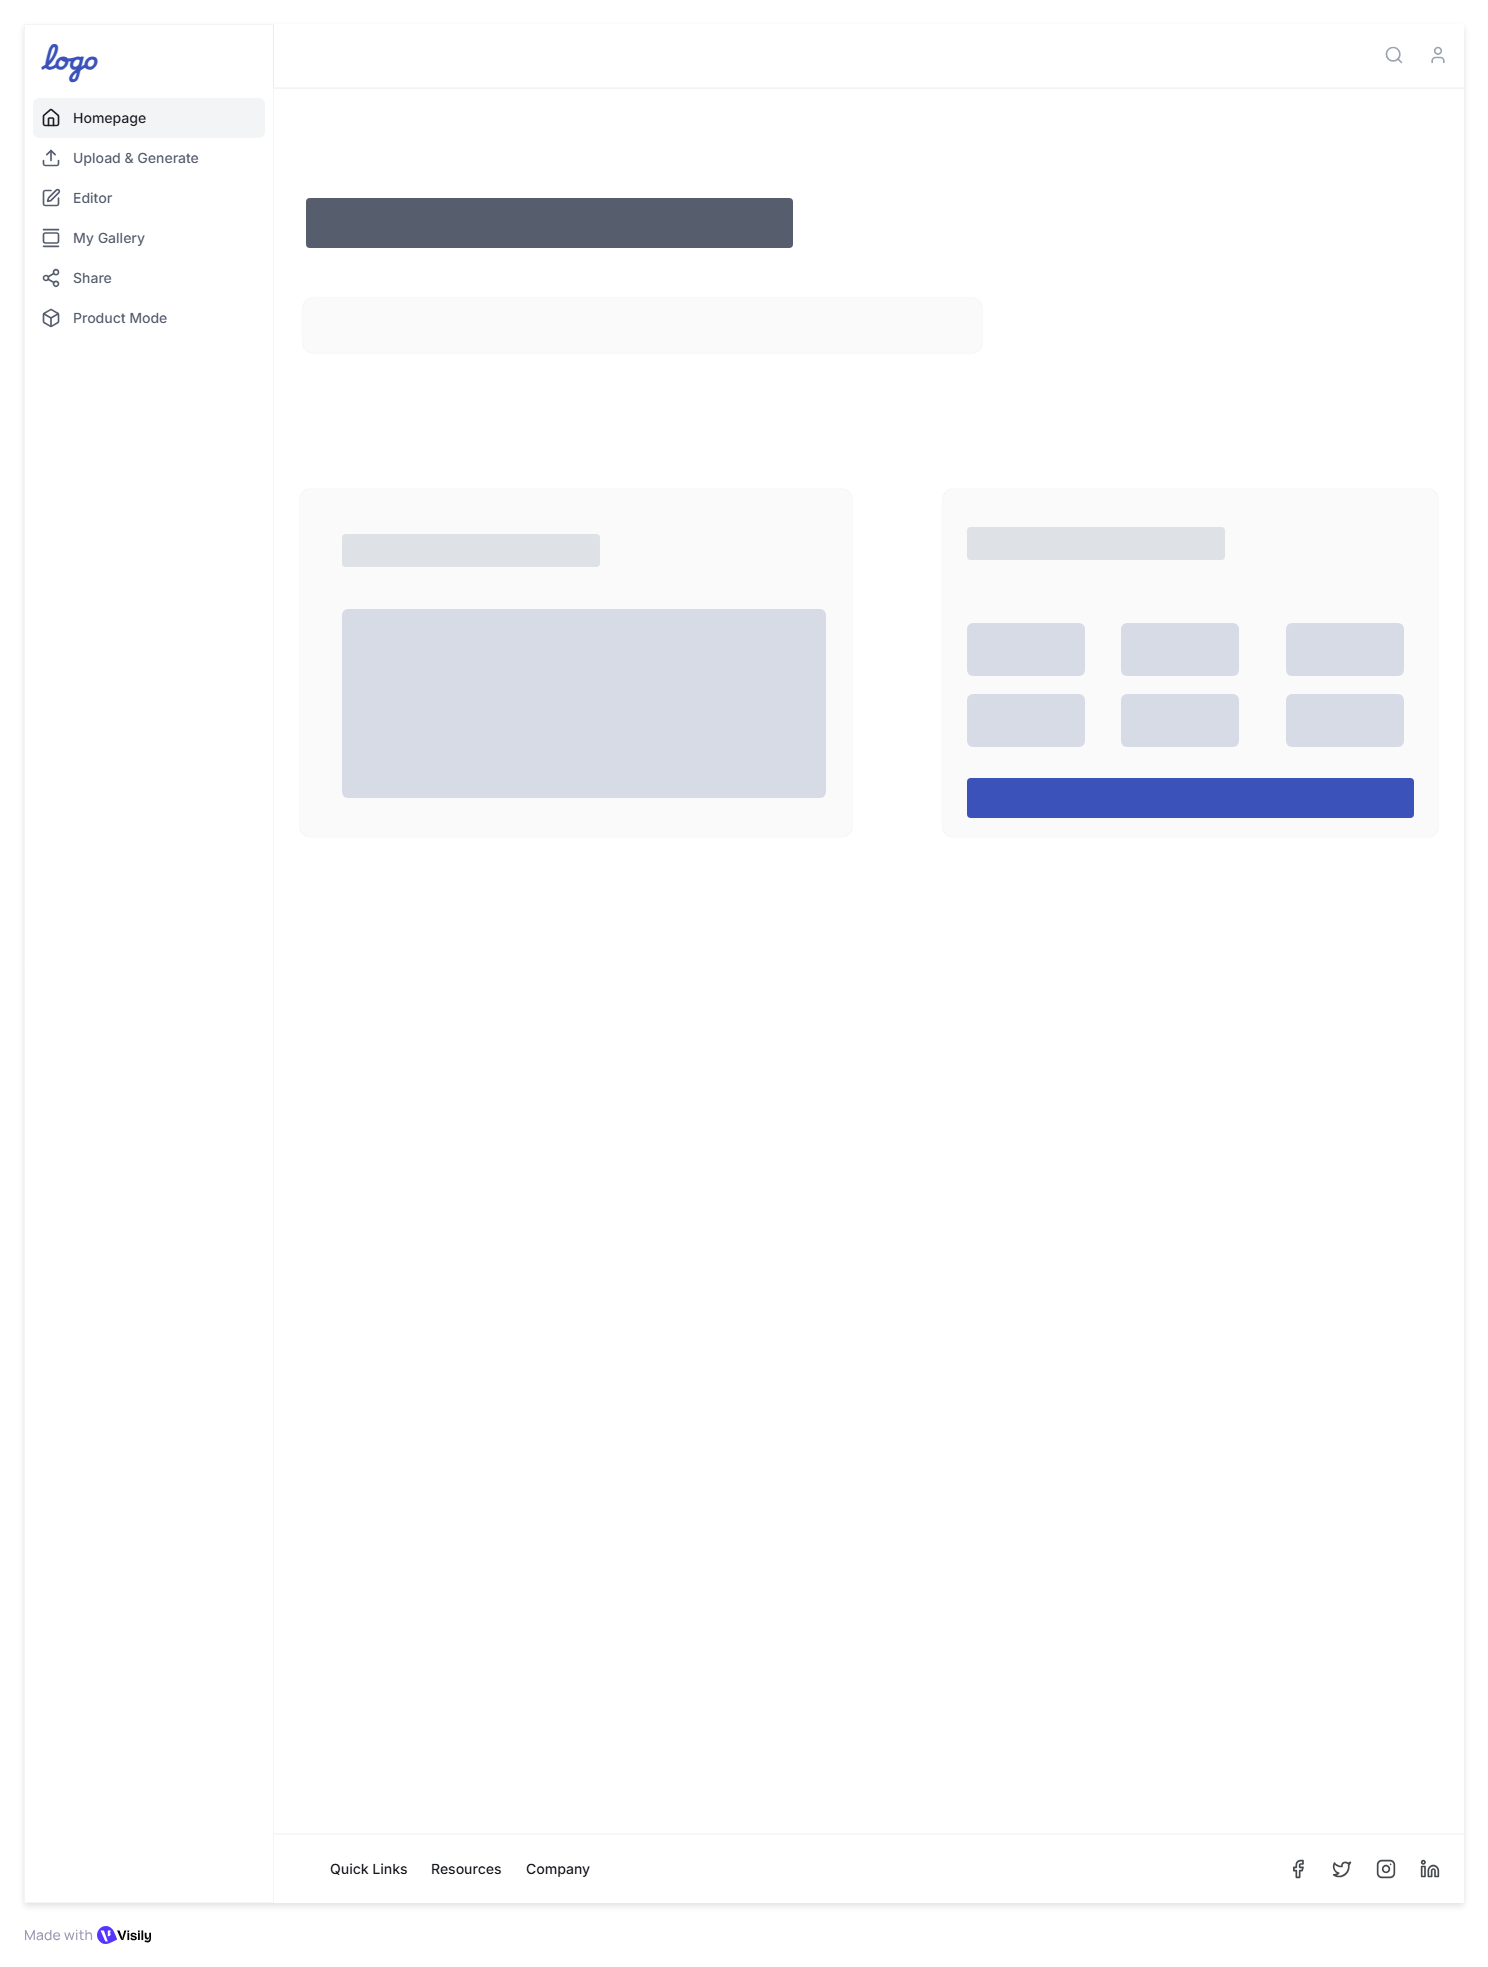 logo
Homepage
Upload & Generate
Editor
My Gallery
Share
Product Mode
Quick Links Resources Company
Made with Visily